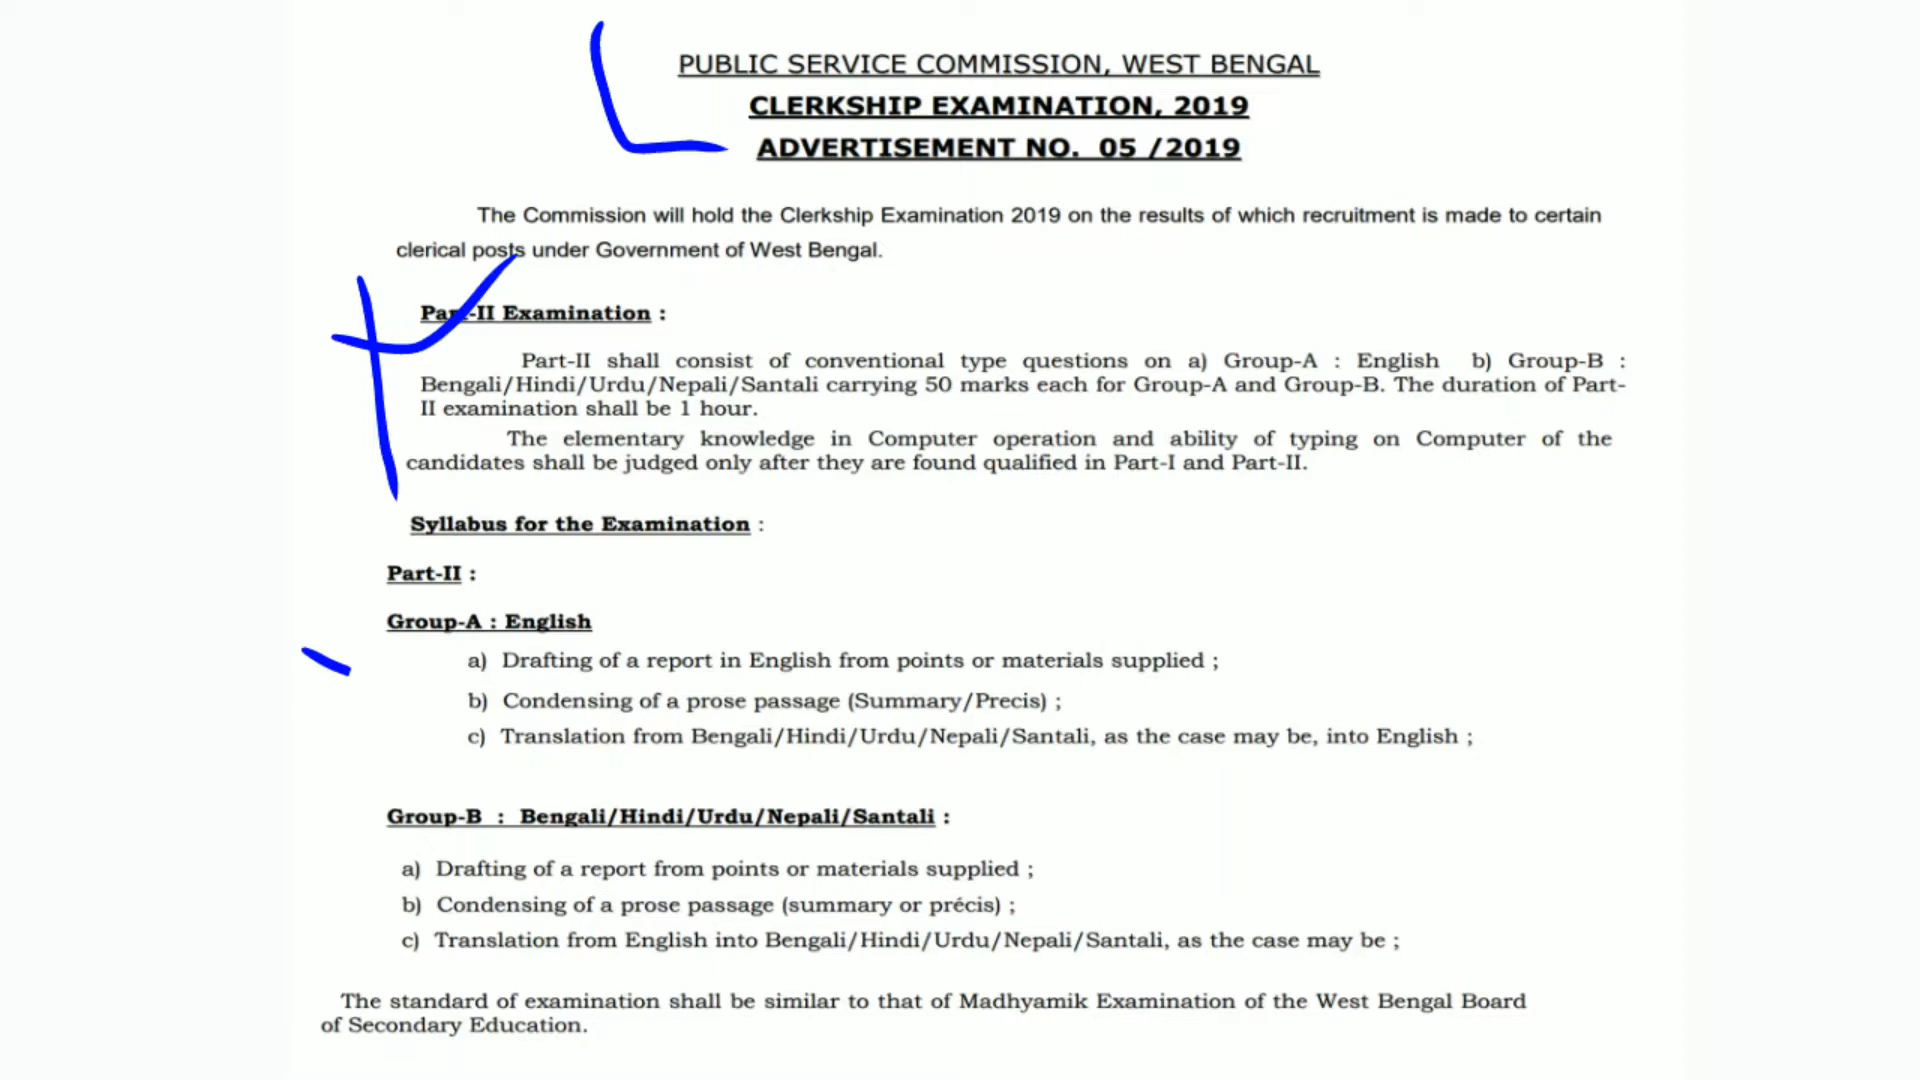 PUBLIC SERVICE COMMISSION, WEST BENGAL
CLERKSHIP EXAMINATION, 2019
ADVERTISEMENT NO. 05 /2019
The Commission will hold the Clerkship Examination 2019 on the results of which recruitment is made to certain
clerical posts under Government of West Bengal.
Part-II Examination :
Part-II shall consist of conventional type questions on a) Group-A : English b) Group-B :
Bengali/Hindi/Urdu/Nepali/Santali carrying 50 marks each for Group-A and Group-B. The duration of Part-
II examination shall be 1 hour.
The elementary knowledge in Computer operation and ability of typing on Computer of the
candidates shall be judged only after they are found qualified in Part-I and Part-II.
Syllabus for the Examination :
Part-II :
Group-A : English
a) Drafting of a report in English from points or materials supplied ;
b) Condensing of a prose passage (Summary/Precis) ;
c) Translation from Bengali/Hindi/Urdu/Nepali/Santali, as the case may be, into English ;
Group-B : Bengali/Hindi/Urdu/Nepali/Santali :
a) Drafting of a report from points or materials supplied ;
b) Condensing of a prose passage (summary or précis) ;
c) Translation from English into Bengali/Hindi/Urdu/Nepali/Santali, as the case may be ;
The standard of examination shall be similar to that of Madhyamik Examination of the West Bengal Board
of Secondary Education.